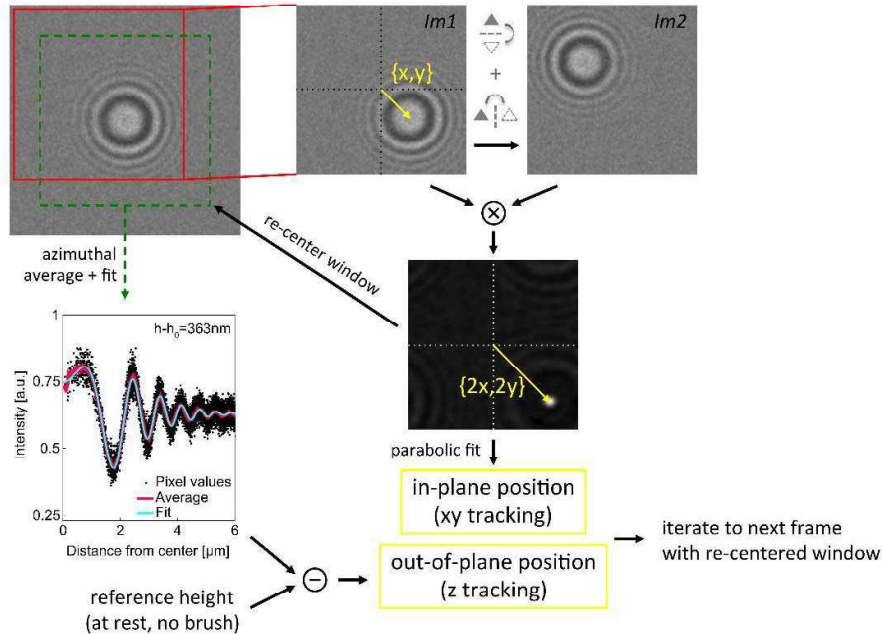 Im1
Im2
{x,y}
+
re-center window
azimuthal
average + fit
{2x,2y}
parabolic fit
h-h₀=363nm
1
0.75
0.5
0.25
Intensity [a.u.]
Pixel values
Average
Fit
0
2
4
6
Distance from center [µm]
in-plane position
(xy tracking)
out-of-plane position
(z tracking)
iterate to next frame
with re-centered window
reference height
(at rest, no brush)